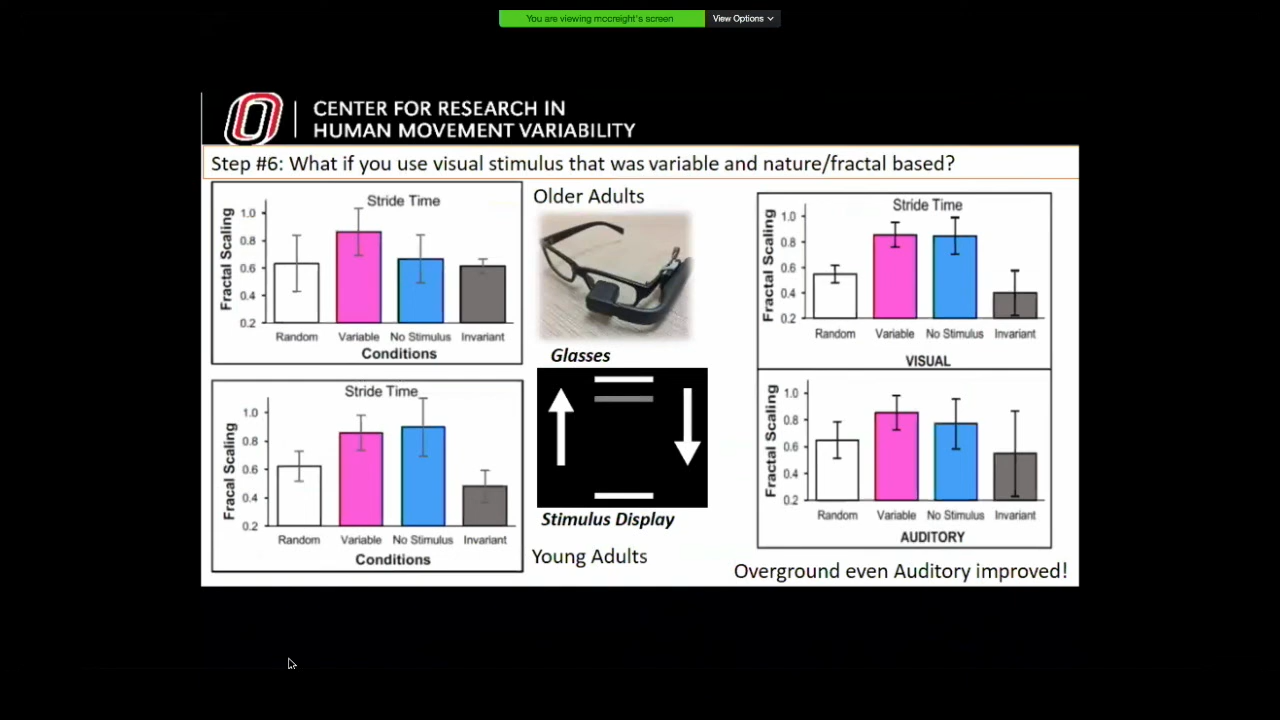 You are viewing mccreight's screen
View Options
CENTER FOR RESEARCH IN
HUMAN MOVEMENT VARIABILITY
Step #6: What if you use visual stimulus that was variable and nature/fractal based?
Stride Time
Fractal Scaling
1.0
0.8
0.6
0.4
0.2
Random Variable No Stimulus Invariant
Conditions
Older Adults
Glasses
Stride Time
Fracal Scaling
1.0
0.8
0.6
0.4
0.2
Random Variable No Stimulus Invariant
Conditions
Stimulus Display
Young Adults
Stride Time
Fractal Scaling
1.0
0.8
0.6
0.4
0.2
Random Variable No Stimulus Invariant
VISUAL
Fractal Scaling
1.0
0.8
0.6
0.4
0.2
Random Variable No Stimulus Invariant
AUDITORY
Overground even Auditory improved!